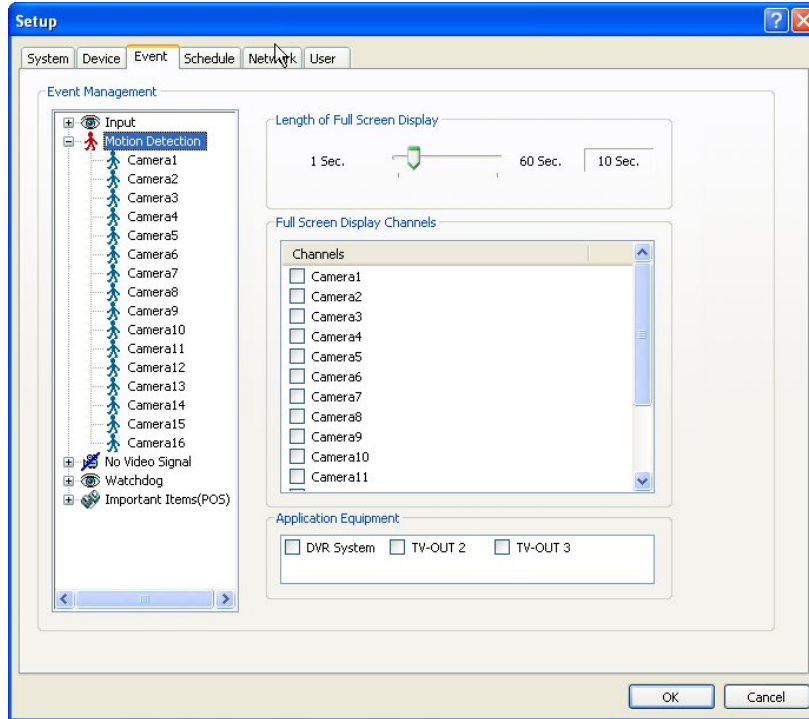 Setup
System Device Event Schedule Network User
Event Management
Input
Motion Detection
Camera1
Camera2
Camera3
Camera4
Camera5
Camera6
Camera7
Camera8
Camera9
Camera10
Camera11
Camera12
Camera13
Camera14
Camera15
Camera16
No Video Signal
Watchdog
Important Items(POS)
Length of Full Screen Display
1 Sec. 60 Sec. 10 Sec.
Full Screen Display Channels
Channels
Camera1
Camera2
Camera3
Camera4
Camera5
Camera6
Camera7
Camera8
Camera9
Camera10
Camera11
Application Equipment
DVR System TV-OUT 2 TV-OUT 3
OK Cancel